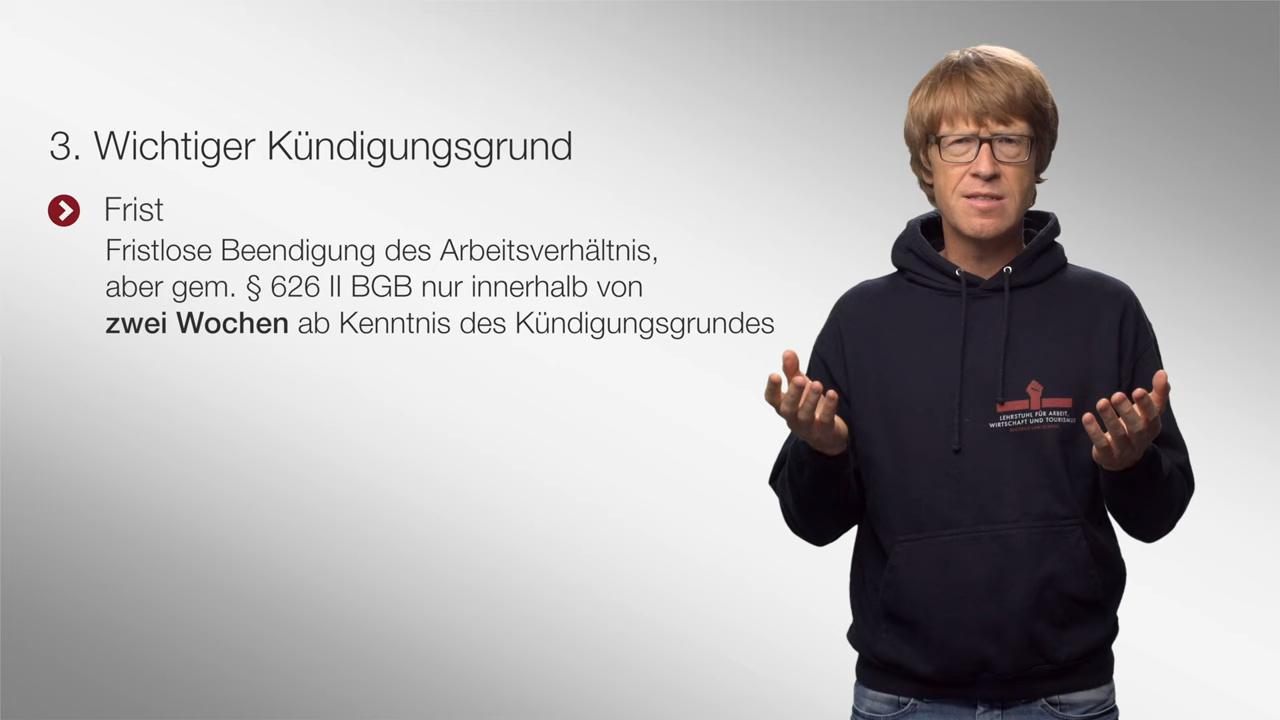 3. Wichtiger Kündigungsgrund
Frist
Fristlose Beendigung des Arbeitsverhältnis,
aber gem. § 626 II BGB nur innerhalb von
zwei Wochen ab Kenntnis des Kündigungsgrundes
LEHRSTUHL FÜR ARBEIT,
WIRTSCHAFT UND TOURISMUS